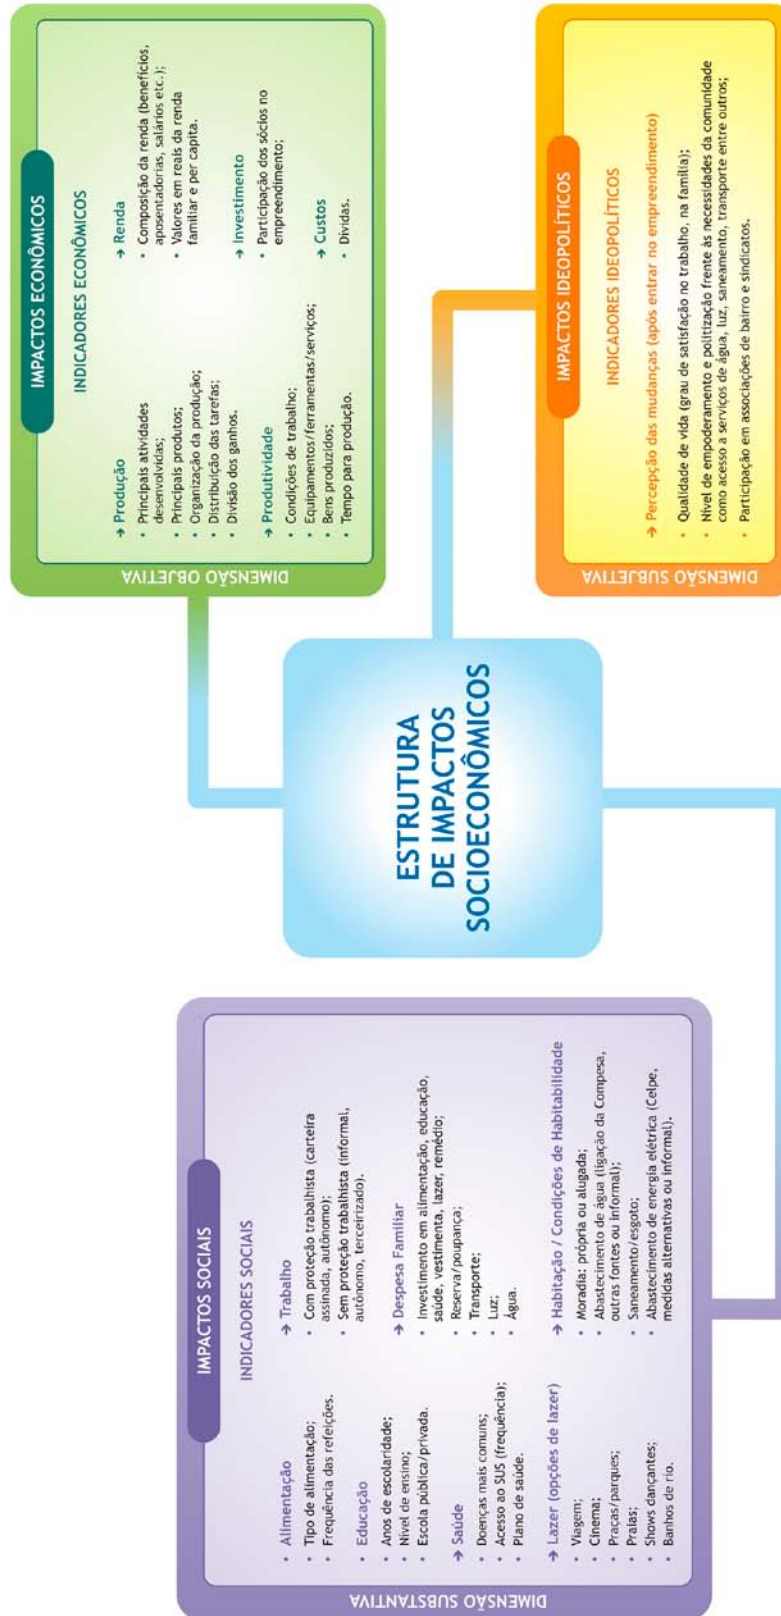 ESTRUTURA
DE IMPACTOS
SOCIOECONÔMICOS
DIMENSÃO SUBSTANTIVA
IMPACTOS SOCIAIS
INDICADORES SOCIAIS
• Alimentação
• Tipo de alimentação;
• Frequência das refeições.
• Educação
• Anos de escolaridade;
• Nível de ensino;
• Escola pública/privada.
→ Saúde
• Doenças mais comuns;
• Acesso ao SUS (frequência);
• Plano de saúde.
→ Lazer (opções de lazer)
• Viagem;
• Cinema;
• Praças/parques;
• Praias;
• Shows dançantes;
• Banhos de rio.
→ Trabalho
• Com proteção trabalhista (carteira
assinada, autônomo);
• Sem proteção trabalhista (informal,
autônomo, terceirizado).
→ Despesa Familiar
• Investimento em alimentação, educação,
saúde, vestimenta, lazer, remédio;
• Reserva/poupança;
• Transporte;
• Luz;
• Água.
→ Habitação / Condições de Habitabilidade
• Moradia: própria ou alugada;
• Abastecimento de água (ligação da Compesa,
outras fontes ou informal);
• Saneamento/esgoto;
• Abastecimento de energia elétrica (Celpe,
medidas alternativas ou informal).
DIMENSÃO OBJETIVA
IMPACTOS ECONÔMICOS
INDICADORES ECONÔMICOS
→ Produção
• Principais atividades
desenvolvidas;
• Principais produtos;
• Organização da produção;
• Distribuição das tarefas;
• Divisão dos ganhos.
→ Produtividade
• Condições de trabalho;
• Equipamentos/ferramentas/serviços;
• Bens produzidos;
• Tempo para produção.
→ Renda
• Composição da renda (benefícios,
aposentadorias, salários etc.);
• Valores em reais da renda
familiar e per capita.
→ Investimento
• Participação dos sócios no
empreendimento;
→ Custos
• Dívidas.
DIMENSÃO SUBJETIVA
IMPACTOS IDEOPOLÍTICOS
INDICADORES IDEOPOLÍTICOS
→ Percepção das mudanças (após entrar no empreendimento)
• Qualidade de vida (grau de satisfação no trabalho, na família);
• Nível de empoderamento e politização frente às necessidades da comunidade
como acesso a serviços de água, luz, saneamento, transporte entre outros;
• Participação em associações de bairro e sindicatos.